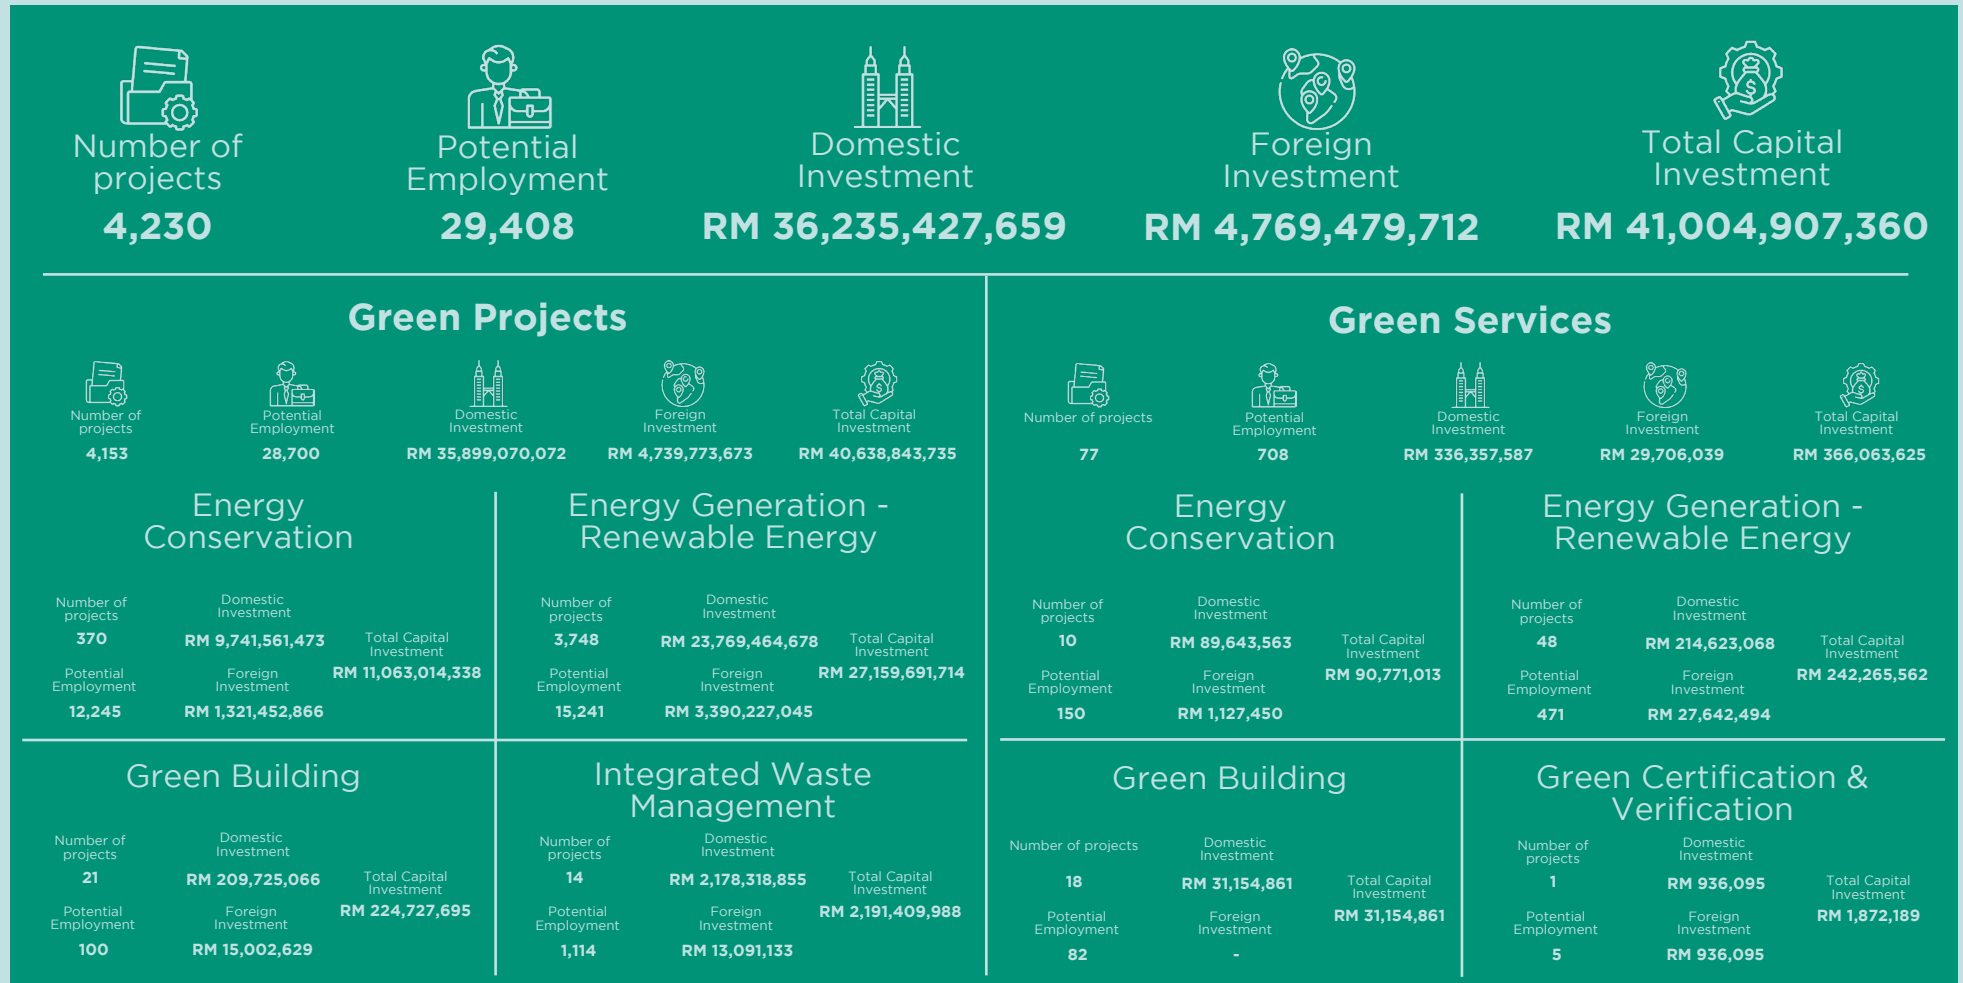 Number of
projects
4,230
Potential
Employment
29,408
Domestic
Investment
RM 36,235,427,659
Foreign
Investment
RM 4,769,479,712
Total Capital
Investment
RM 41,004,907,360
Green Projects
Number of
projects
4,153
Potential
Employment
28,700
Domestic
Investment
RM 35,899,070,072
Foreign
Investment
RM 4,739,773,673
Total Capital
Investment
RM 40,638,843,735
Energy
Conservation
Number of
projects
370
Domestic
Investment
RM 9,741,561,473
Potential
Employment
12,245
Foreign
Investment
RM 1,321,452,866
Total Capital
Investment
RM 11,063,014,338
Energy Generation -
Renewable Energy
Number of
projects
3,748
Domestic
Investment
RM 23,769,464,678
Potential
Employment
15,241
Foreign
Investment
RM 3,390,227,045
Total Capital
Investment
RM 27,159,691,714
Green Building
Number of
projects
21
Domestic
Investment
RM 209,725,066
Potential
Employment
100
Foreign
Investment
RM 15,002,629
Total Capital
Investment
RM 224,727,695
Integrated Waste
Management
Number of
projects
14
Domestic
Investment
RM 2,178,318,855
Potential
Employment
1,114
Foreign
Investment
RM 13,091,133
Total Capital
Investment
RM 2,191,409,988
Green Services
Number of projects
77
Potential
Employment
708
Domestic
Investment
RM 336,357,587
Foreign
Investment
RM 29,706,039
Total Capital
Investment
RM 366,063,625
Energy
Conservation
Number of
projects
10
Domestic
Investment
RM 89,643,563
Potential
Employment
150
Foreign
Investment
RM 1,127,450
Total Capital
Investment
RM 90,771,013
Energy Generation -
Renewable Energy
Number of
projects
48
Domestic
Investment
RM 214,623,068
Potential
Employment
471
Foreign
Investment
RM 27,642,494
Total Capital
Investment
RM 242,265,562
Green Building
Number of projects
18
Domestic
Investment
RM 31,154,861
Potential
Employment
82
Foreign
Investment
-
Total Capital
Investment
RM 31,154,861
Green Certification &
Verification
Number of
projects
1
Domestic
Investment
RM 936,095
Potential
Employment
5
Foreign
Investment
RM 936,095
Total Capital
Investment
RM 1,872,189